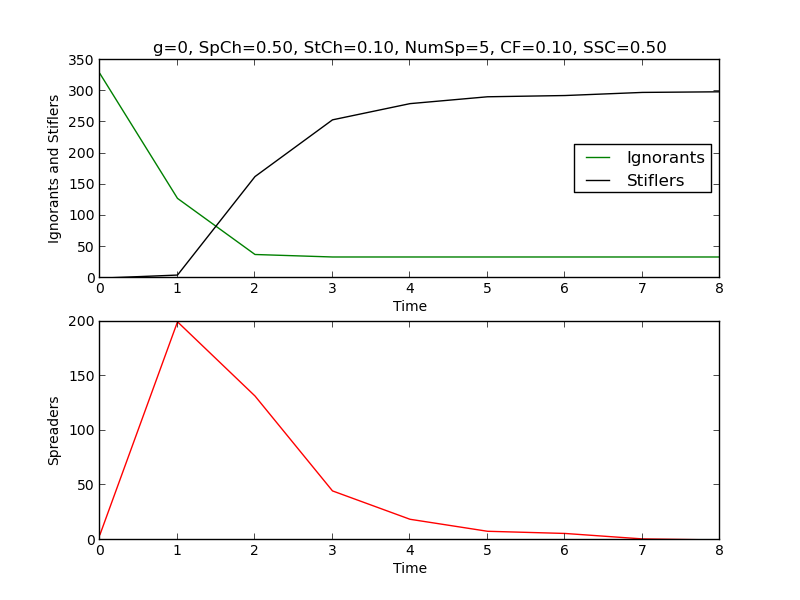 g=0, SpCh=0.50, StCh=0.10, NumSp=5, CF=0.10, SSC=0.50
350
300
250
200
150
100
50
0
Ignorants and Stiflers
Ignorants
Stiflers
0 1 2 3 4 5 6 7 8
Time
200
150
100
50
0
Spreaders
0 1 2 3 4 5 6 7 8
Time